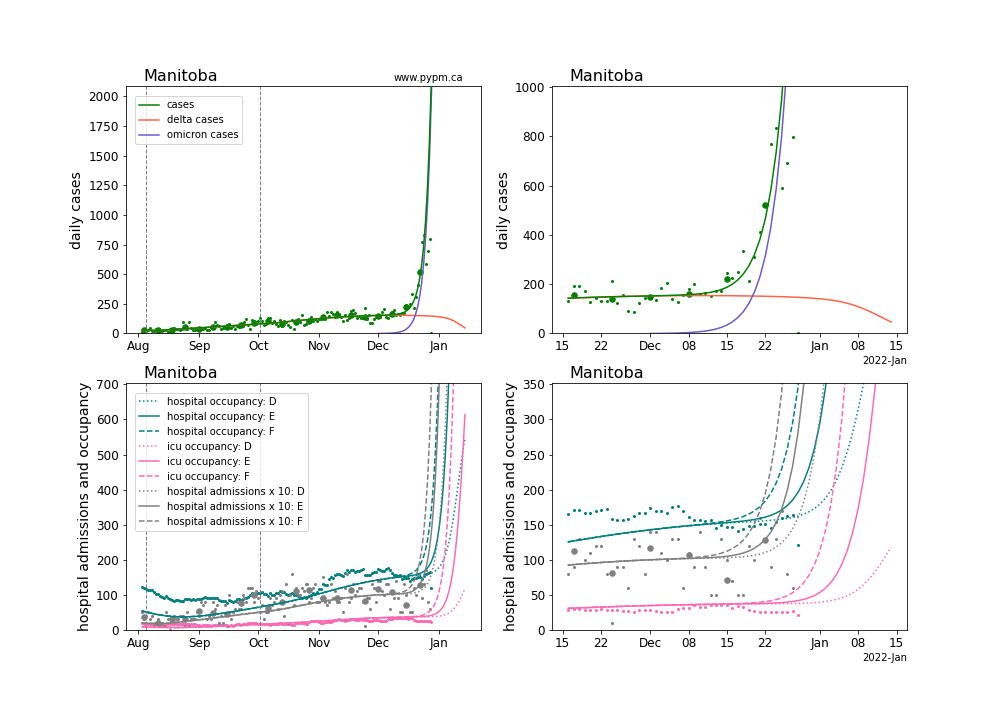 Manitoba
www.pypm.ca
daily cases
2000
1750
1500
1250
1000
750
500
250
0
cases
delta cases
omicron cases
Aug Sep Oct Nov Dec Jan
Manitoba
daily cases
1000
800
600
400
200
0
15 22 Dec 08 15 22 Jan 08 15
2022-Jan
Manitoba
hospital admissions and occupancy
700
600
500
400
300
200
100
0
hospital occupancy: D
hospital occupancy: E
hospital occupancy: F
icu occupancy: D
icu occupancy: E
icu occupancy: F
hospital admissions x 10: D
hospital admissions x 10: E
hospital admissions x 10: F
Aug Sep Oct Nov Dec Jan
Manitoba
hospital admissions and occupancy
350
300
250
200
150
100
50
0
15 22 Dec 08 15 22 Jan 08 15
2022-Jan